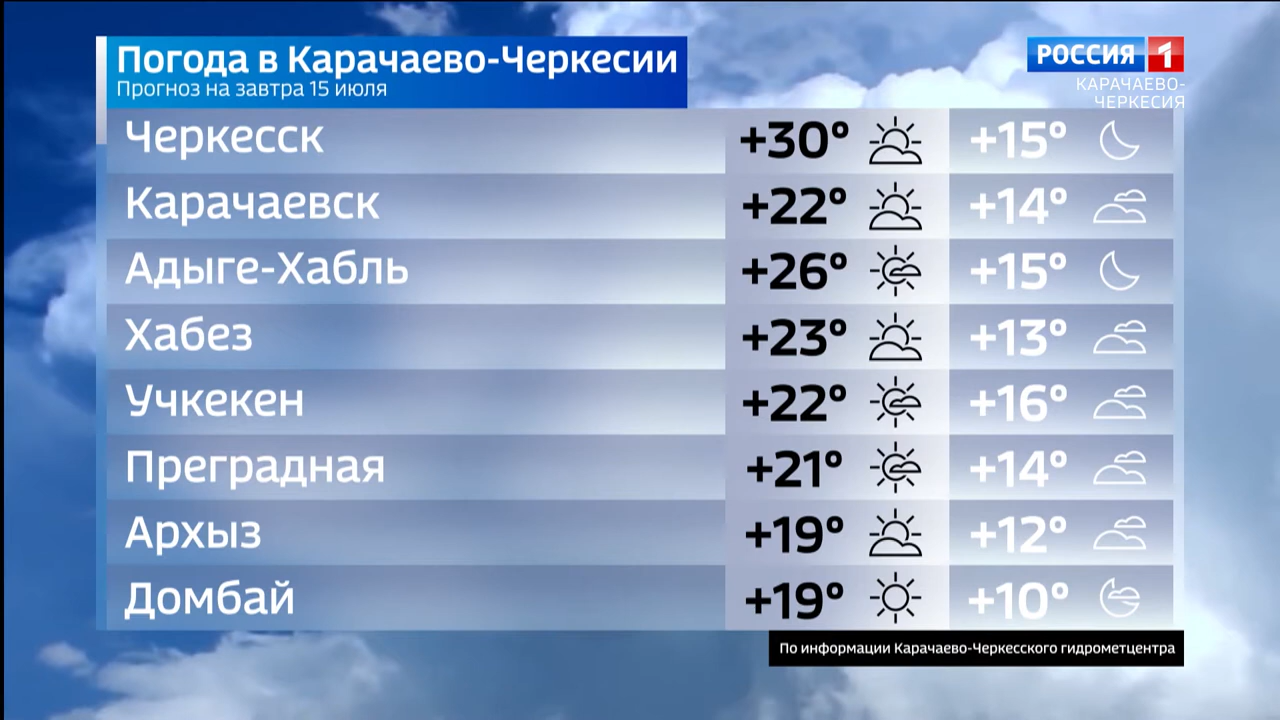 Погода в Карачаево-Черкесии
Прогноз на завтра 15 июля
РОССИЯ 1
КАРАЧАЕВО-
ЧЕРКЕСИЯ
Черкесск +30° +15°
Карачаевск +22° +14°
Адыге-Хабль +26° +15°
Хабез +23° +13°
Учкекен +22° +16°
Преградная +21° +14°
Архыз +19° +12°
Домбай +19° +10°
По информации Карачаево-Черкесского гидрометцентра